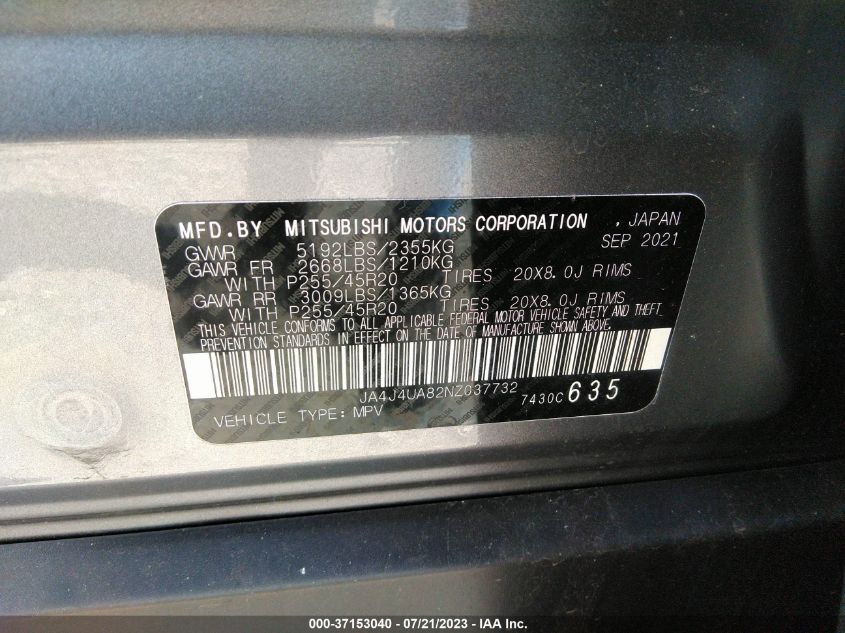 MFD.BY MITSUBISHI MOTORS CORPORATION , JAPAN
GVWR 5192LBS/2355KG SEP 2021
GAWR FR 2668LBS/1210KG
WITH P255/45R20 TIRES 20X8.0J RIMS
GAWR RR 3009LBS/1365KG
WITH P255/45R20 TIRES 20X8.0J RIMS
THIS VEHICLE CONFORMS TO ALL APPLICABLE FEDERAL MOTOR VEHICLE SAFETY AND THEFT
PREVENTION STANDARDS IN EFFECT ON THE DATE OF MANUFACTURE SHOWN ABOVE.
JA4J4UA82NZ037732
7430C 635
VEHICLE TYPE: MPV
000-37153040 - 07/21/2023 - IAA Inc.